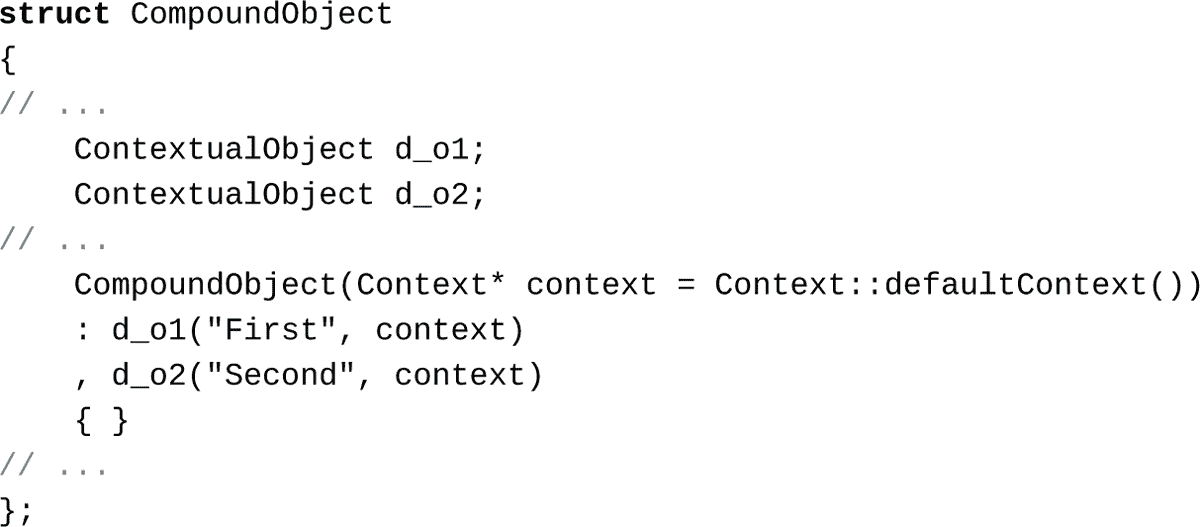 struct CompoundObject
{
// ...
    ContextualObject d_o1;
    ContextualObject d_o2;
// ...
    CompoundObject(Context* context = Context::defaultContext())
    : d_o1("First", context)
    , d_o2("Second", context)
    { }
// ...
};